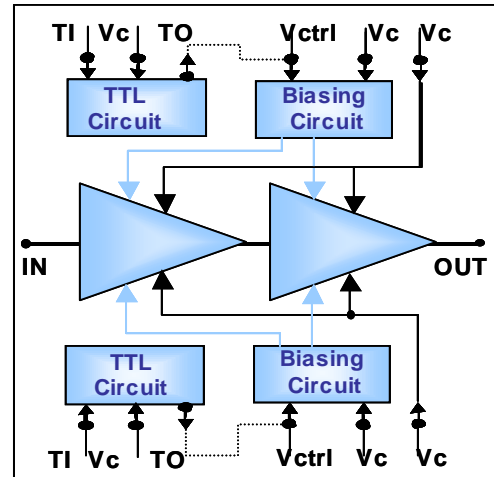 TI Vc TO Vctrl Vc Vc
TTL Circuit
Biasing Circuit
IN
OUT
TTL Circuit
Biasing Circuit
TI Vc TO Vctrl Vc Vc